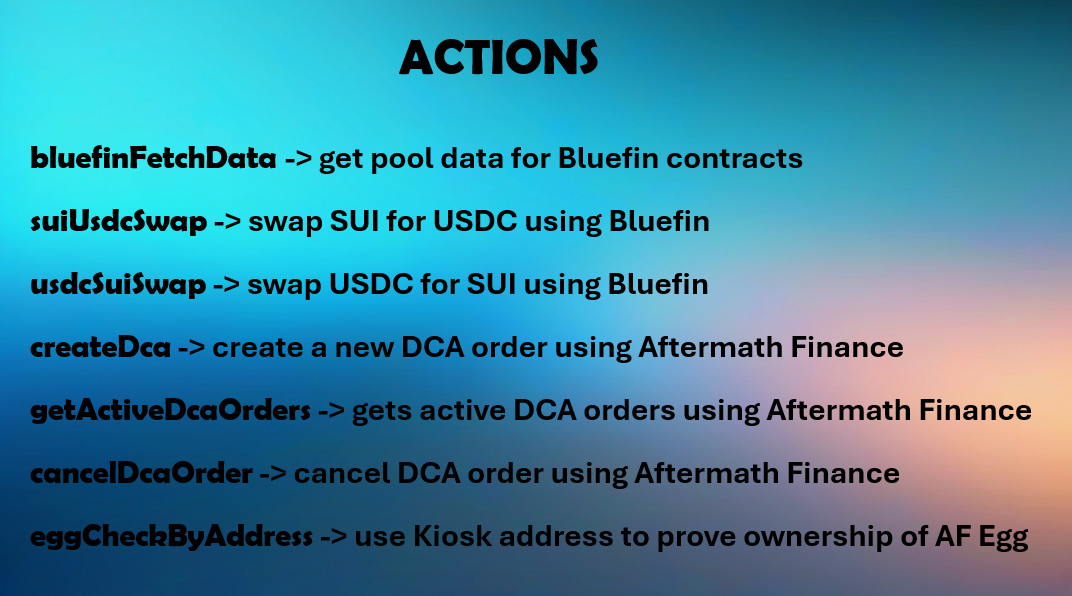 ACTIONS
bluefinFetchData -> get pool data for Bluefin contracts
suiUsdcSwap -> swap SUI for USDC using Bluefin
usdcSuiSwap -> swap USDC for SUI using Bluefin
createDca -> create a new DCA order using Aftermath Finance
getActiveDcaOrders -> gets active DCA orders using Aftermath Finance
cancelDcaOrder -> cancel DCA order using Aftermath Finance
eggCheckByAddress -> use Kiosk address to prove ownership of AF Egg